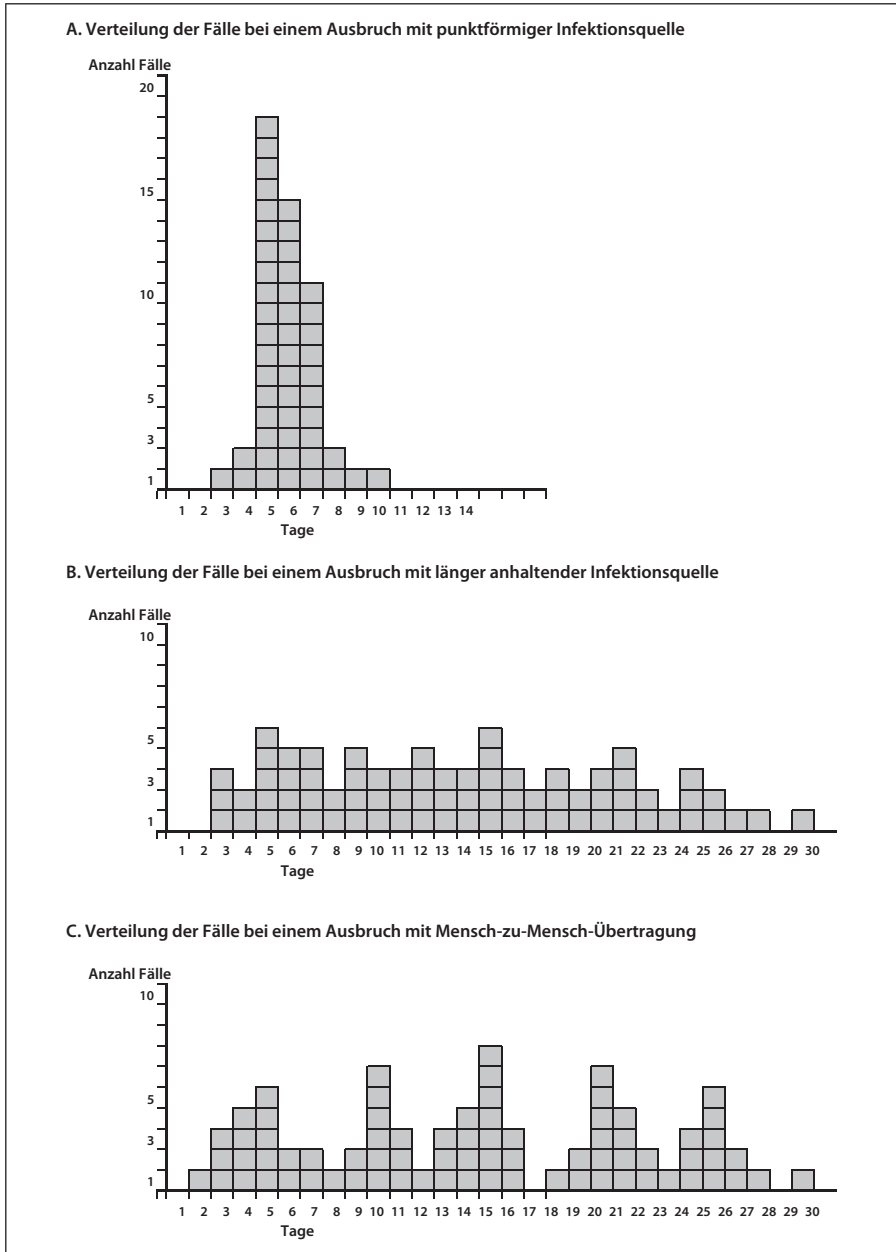 A. Verteilung der Fälle bei einem Ausbruch mit punktförmiger Infektionsquelle
Anzahl Fälle
20
15
10
5
3
1
1 2 3 4 5 6 7 8 9 10 11 12 13 14
Tage
B. Verteilung der Fälle bei einem Ausbruch mit länger anhaltender Infektionsquelle
Anzahl Fälle
10
5
3
1
1 2 3 4 5 6 7 8 9 10 11 12 13 14 15 16 17 18 19 20 21 22 23 24 25 26 27 28 29 30
Tage
C. Verteilung der Fälle bei einem Ausbruch mit Mensch-zu-Mensch-Übertragung
Anzahl Fälle
10
5
3
1
1 2 3 4 5 6 7 8 9 10 11 12 13 14 15 16 17 18 19 20 21 22 23 24 25 26 27 28 29 30
Tage